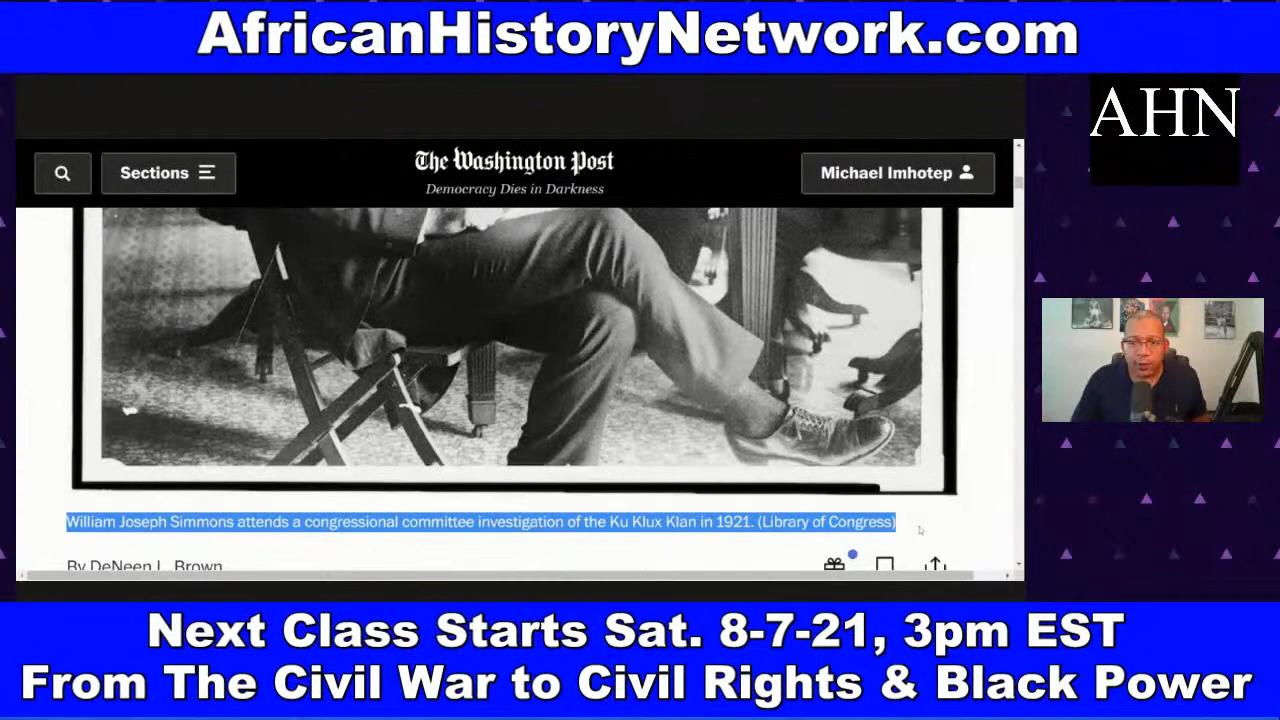 AfricanHistoryNetwork.com
AHN
Sections
The Washington Post
Democracy Dies in Darkness
Michael Imhotep
William Joseph Simmons attends a congressional committee investigation of the Ku Klux Klan in 1921. (Library of Congress)
By DeNeen L. Brown
Next Class Starts Sat. 8-7-21, 3pm EST
From The Civil War to Civil Rights & Black Power